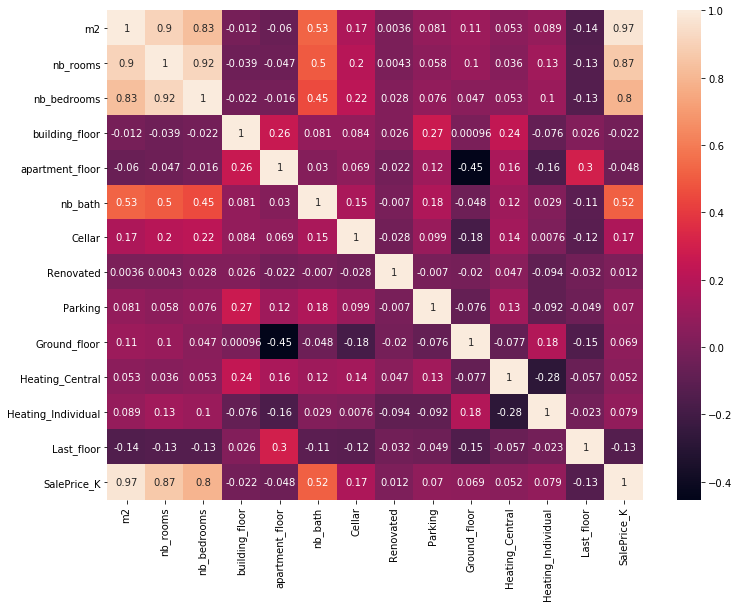 m2 1 0.9 0.83 -0.012 -0.06 0.53 0.17 0.0036 0.081 0.11 0.053 0.089 -0.14 0.97
nb_rooms 0.9 1 0.92 -0.039 -0.047 0.5 0.2 0.0043 0.058 0.1 0.036 0.13 -0.13 0.87
nb_bedrooms 0.83 0.92 1 -0.022 -0.016 0.45 0.22 0.028 0.076 0.047 0.053 0.1 -0.13 0.8
building_floor -0.012 -0.039 -0.022 1 0.26 0.081 0.084 0.026 0.27 0.00096 0.24 -0.076 0.026 -0.022
apartment_floor -0.06 -0.047 -0.016 0.26 1 0.03 0.069 -0.022 0.12 -0.45 0.16 -0.16 0.3 -0.048
nb_bath 0.53 0.5 0.45 0.081 0.03 1 0.15 -0.007 0.18 -0.048 0.12 0.029 -0.11 0.52
Cellar 0.17 0.2 0.22 0.084 0.069 0.15 1 -0.028 0.099 -0.18 0.14 0.0076 -0.12 0.17
Renovated 0.0036 0.0043 0.028 0.026 -0.022 -0.007 -0.028 1 -0.007 -0.02 0.047 -0.094 -0.032 0.012
Parking 0.081 0.058 0.076 0.27 0.12 0.18 0.099 -0.007 1 -0.076 0.13 -0.092 -0.049 0.07
Ground_floor 0.11 0.1 0.047 0.00096 -0.45 -0.048 -0.18 -0.02 -0.076 1 -0.077 0.18 -0.15 0.069
Heating_Central 0.053 0.036 0.053 0.24 0.16 0.12 0.14 0.047 0.13 -0.077 1 -0.28 -0.057 0.052
Heating_Individual 0.089 0.13 0.1 -0.076 -0.16 0.029 0.0076 -0.094 -0.092 0.18 -0.28 1 -0.023 0.079
Last_floor -0.14 -0.13 -0.13 0.026 0.3 -0.11 -0.12 -0.032 -0.049 -0.15 -0.057 -0.023 1 -0.13
SalePrice_K 0.97 0.87 0.8 -0.022 -0.048 0.52 0.17 0.012 0.07 0.069 0.052 0.079 -0.13 1
m2
nb_rooms
nb_bedrooms
building_floor
apartment_floor
nb_bath
Cellar
Renovated
Parking
Ground_floor
Heating_Central
Heating_Individual
Last_floor
SalePrice_K
1.0
0.8
0.6
0.4
0.2
0.0
−0.2
−0.4